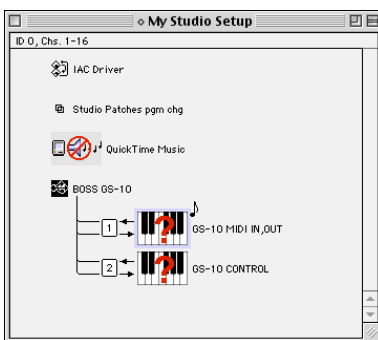 My Studio Setup
ID 0, Chs. 1-16
IAC Driver
Studio Patches pgm chg
QuickTime Music
BOSS GS-10
1
? GS-10 MIDI IN,OUT
2
? GS-10 CONTROL